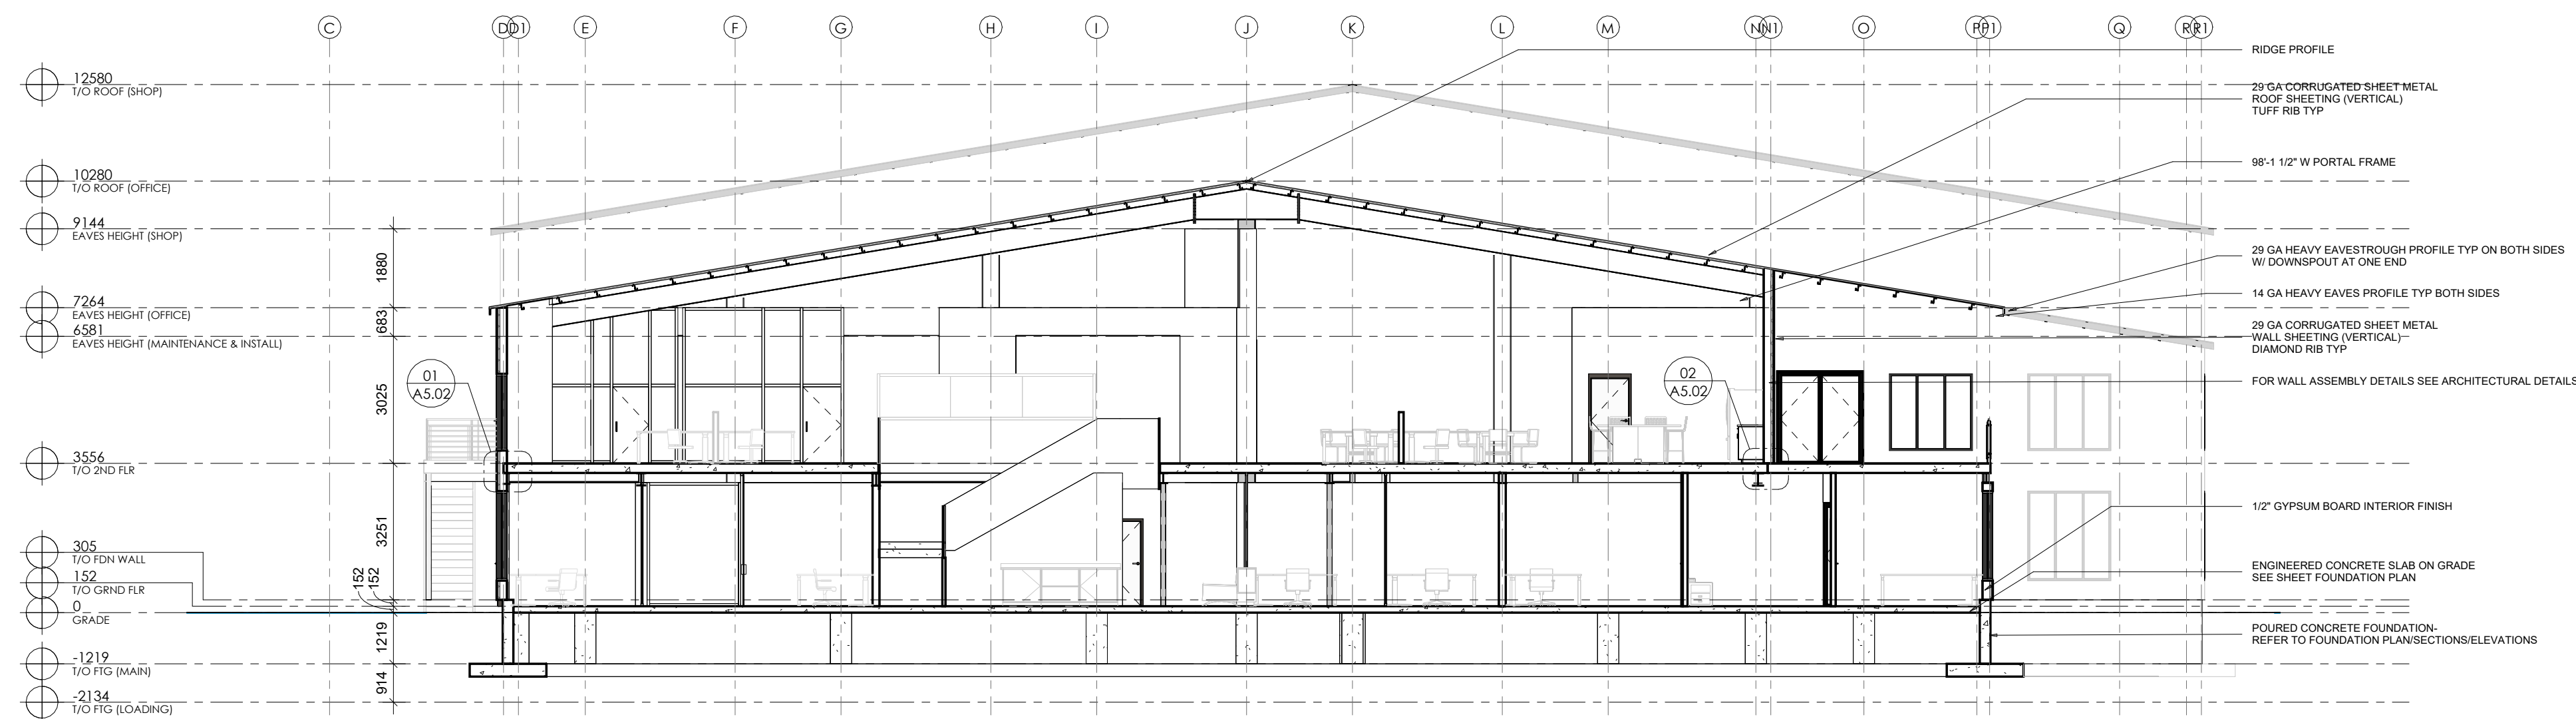 C
D
D1
E
F
G
H
I
J
K
L
M
N
N1
O
P
P1
Q
R
R1
12580
T/O ROOF (SHOP)
10280
T/O ROOF (OFFICE)
9144
EAVES HEIGHT (SHOP)
7264
EAVES HEIGHT (OFFICE)
6581
EAVES HEIGHT (MAINTENANCE & INSTALL)
3556
T/O 2ND FLR
305
T/O FDN WALL
152
T/O GRND FLR
0
GRADE
-1219
T/O FTG (MAIN)
-2134
T/O FTG (LOADING)
1880
683
3025
3251
152
152
1219
914
01
A5.02
02
A5.02
RIDGE PROFILE
29 GA CORRUGATED SHEET METAL
ROOF SHEETING (VERTICAL)
TUFF RIB TYP
98'-1 1/2" W PORTAL FRAME
29 GA HEAVY EAVESTROUGH PROFILE TYP ON BOTH SIDES
W/ DOWNSPOUT AT ONE END
14 GA HEAVY EAVES PROFILE TYP BOTH SIDES
29 GA CORRUGATED SHEET METAL
WALL SHEETING (VERTICAL)
DIAMOND RIB TYP
FOR WALL ASSEMBLY DETAILS SEE ARCHITECTURAL DETAILS
1/2" GYPSUM BOARD INTERIOR FINISH
ENGINEERED CONCRETE SLAB ON GRADE
SEE SHEET FOUNDATION PLAN
POURED CONCRETE FOUNDATION-
REFER TO FOUNDATION PLAN/SECTIONS/ELEVATIONS